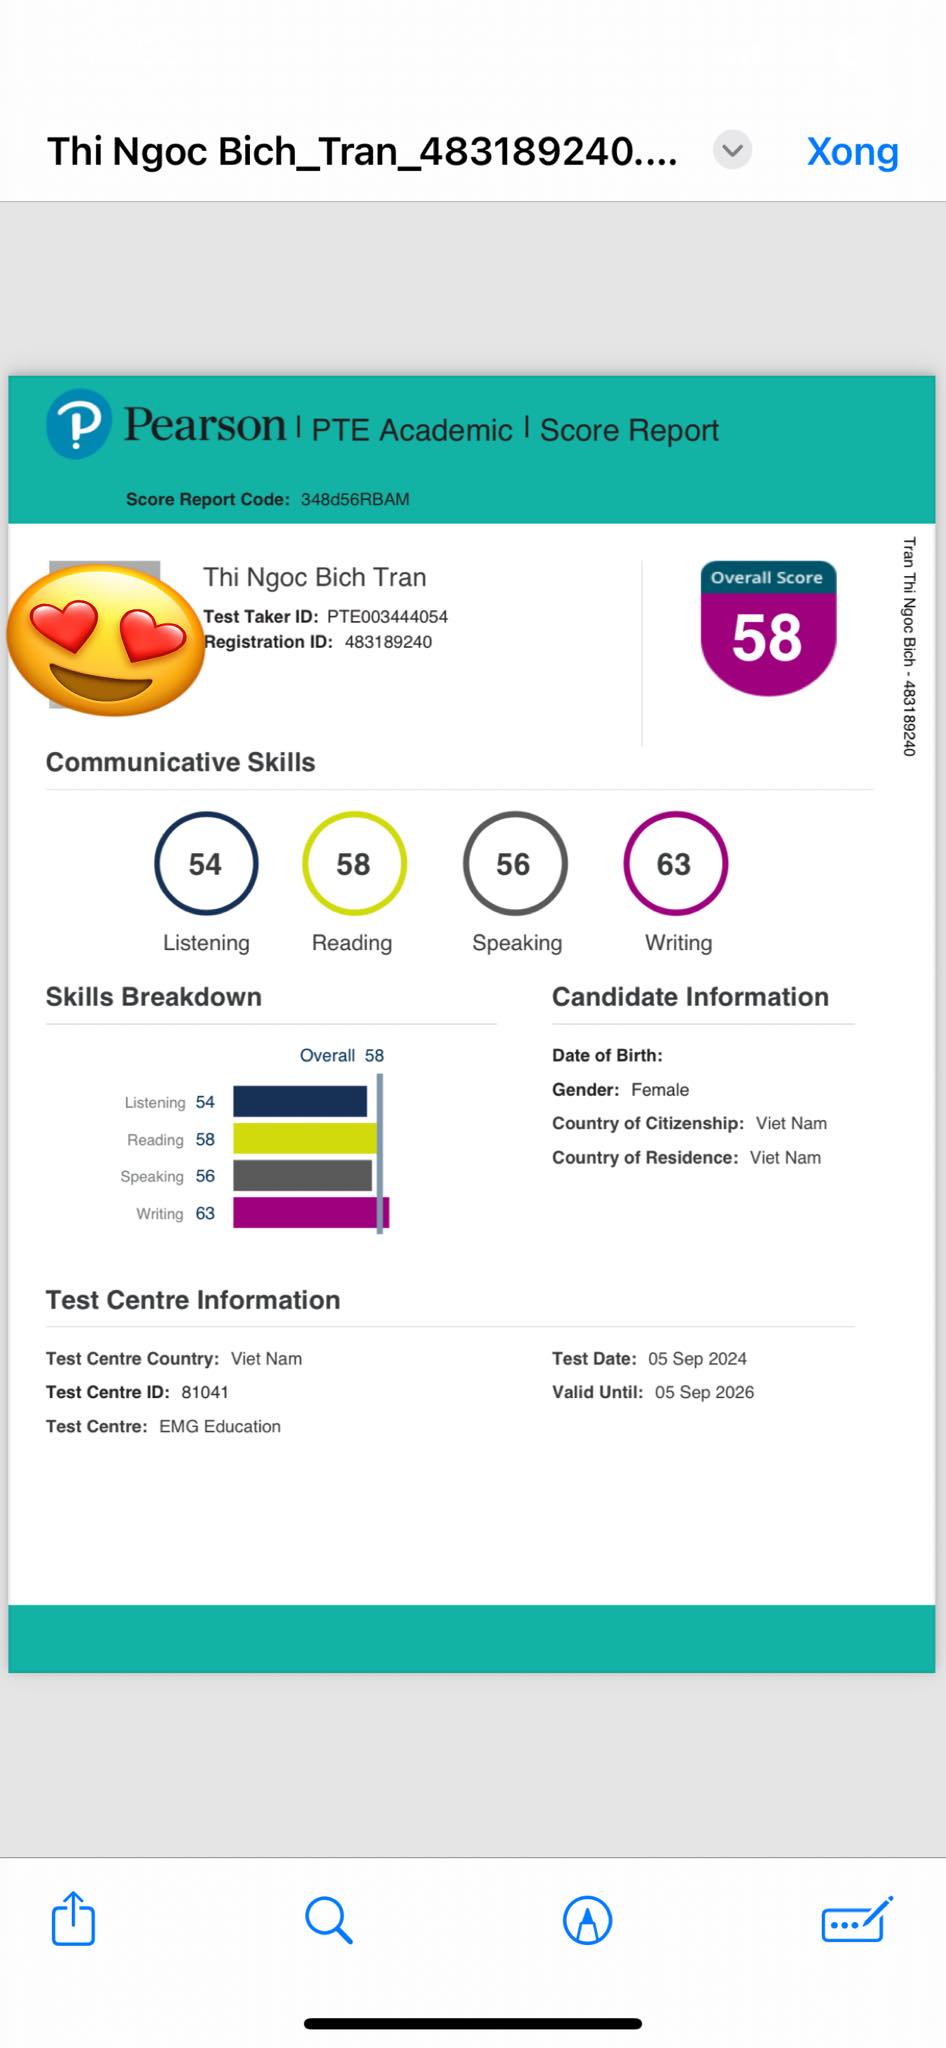 Thi Ngoc Bich_Tran_483189240....
Xong
Pearson | PTE Academic | Score Report
Score Report Code: 348d56RBAM
Thi Ngoc Bich Tran
Test Taker ID: PTE003444054
Registration ID: 483189240
Overall Score
58
Tran Thi Ngoc Bich - 483189240
Communicative Skills
54 58 56 63
Listening Reading Speaking Writing
Skills Breakdown
Overall 58
Listening 54
Reading 58
Speaking 56
Writing 63
Candidate Information
Date of Birth:
Gender: Female
Country of Citizenship: Viet Nam
Country of Residence: Viet Nam
Test Centre Information
Test Centre Country: Viet Nam
Test Centre ID: 81041
Test Centre: EMG Education
Test Date: 05 Sep 2024
Valid Until: 05 Sep 2026